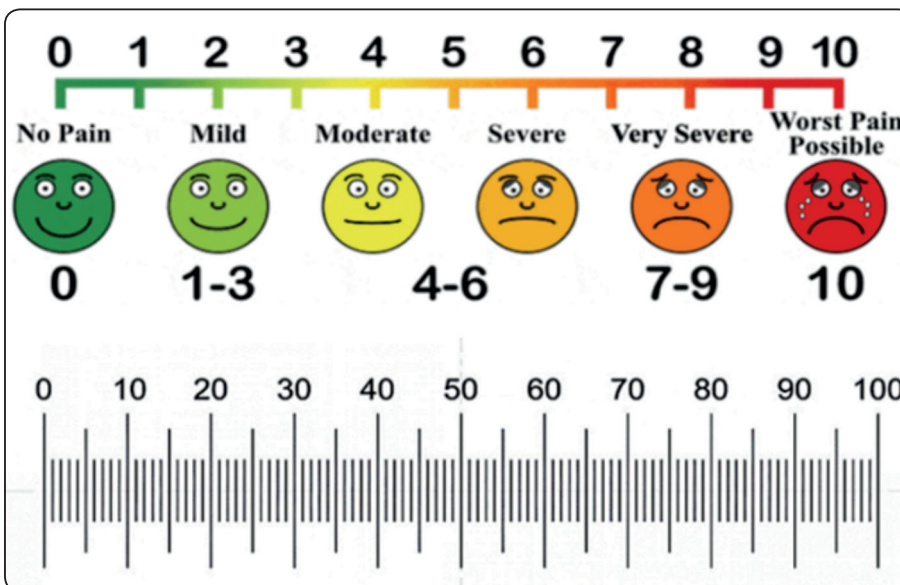 0 1 2 3 4 5 6 7 8 9 10
No Pain Mild Moderate Severe Very Severe Worst Pain
Possible
0 1-3 4-6 7-9 10
0 10 20 30 40 50 60 70 80 90 100